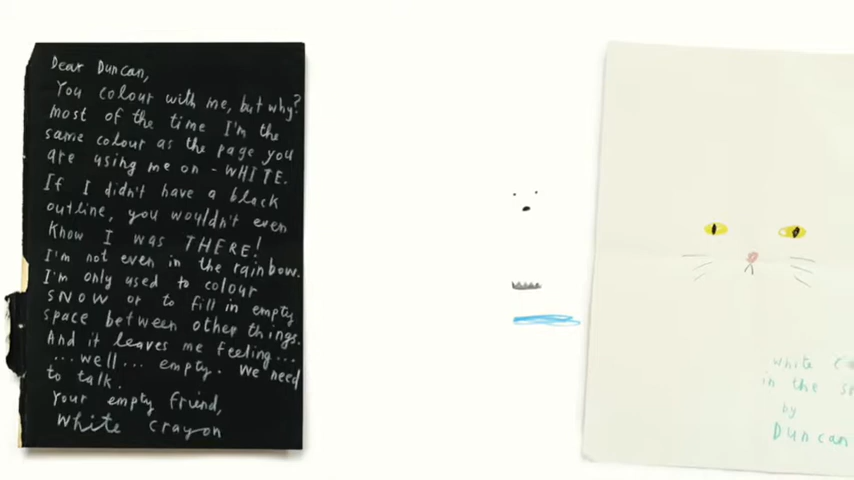 Dear Duncan,
You colour with me, but why?
most of the time I'm the
same colour as the page you
are using me on - WHITE.
If I didn't have a black
outline, you wouldn't even
know I was THERE!
I'm not even in the rainbow.
I'm only used to colour
SNOW or to fill in empty
space between other things.
And it leaves me feeling...
...well... empty. We need
to talk.
Your empty friend,
White crayon
white
in the
by
Duncan